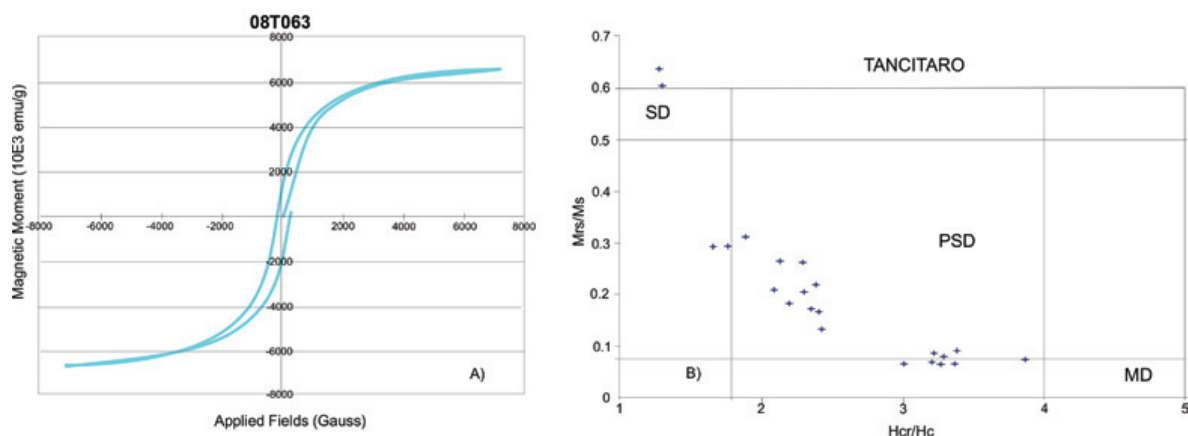 08T063
Magnetic Moment (10E3 emu/g)
8000
6000
4000
2000
0
-8000 -6000 -4000 -2000 0 2000 4000 6000 8000
-2000
-4000
-6000
-8000
A)
Applied Fields (Gauss)
TANCITARO
Mrs/Ms
0.7
0.6
SD
0.5
0.4
PSD
0.3
0.2
0.1
B)
MD
0
1 2 3 4 5
Hcr/Hc